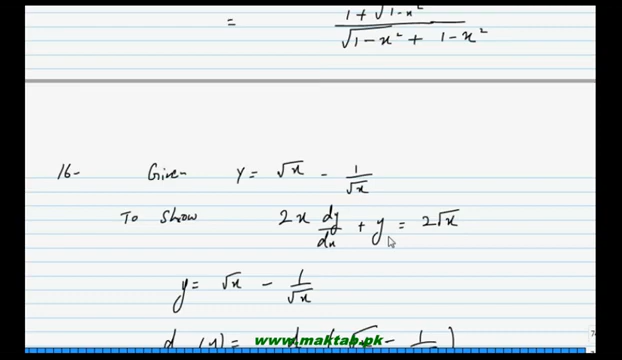 1 + √1-x²
= ─────────
√1-x² + 1-x²
16- Given y = √x - 1/√x
To Show 2x dy/dx + y = 2√x
y = √x - 1/√x
d (y) = d (√x - 1
www.maktab.pk